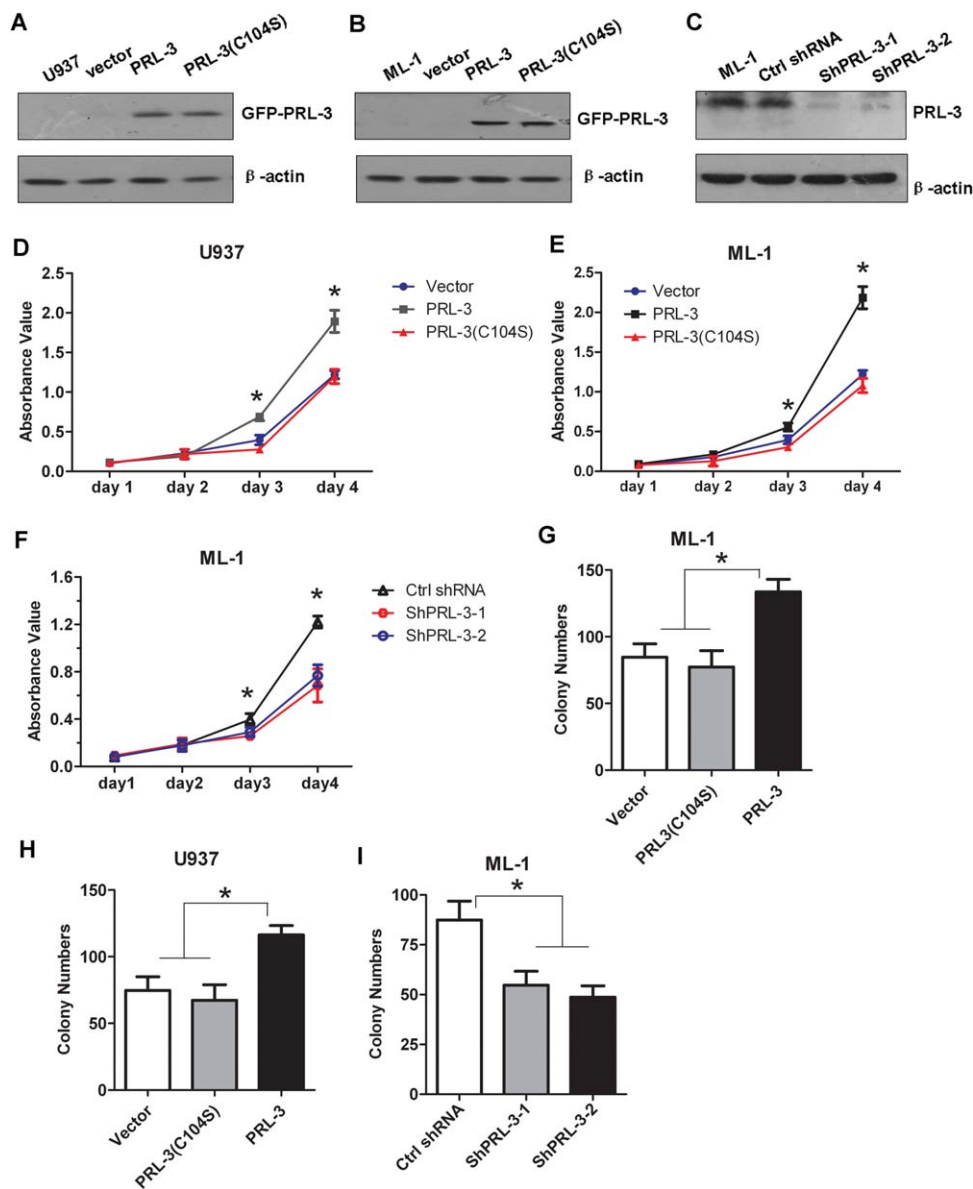 A
U937 vector PRL-3 PRL-3(C104S)
GFP-PRL-3
β -actin
B
ML-1 vector PRL-3 PRL-3(C104S)
GFP-PRL-3
β -actin
C
ML-1 Ctrl shRNA ShPRL-3-1 ShPRL-3-2
PRL-3
β -actin
D
U937
Absorbance Value
2.5
2.0
1.5
1.0
0.5
0.0
* *
day 1 day 2 day 3 day 4
Vector
PRL-3
PRL-3(C104S)
E
ML-1
Absorbance Value
2.5
2.0
1.5
1.0
0.5
0.0
* *
day 1 day 2 day 3 day 4
Vector
PRL-3
PRL-3(C104S)
F
ML-1
Absorbance Value
1.6
1.2
0.8
0.4
0.0
* *
day1 day2 day3 day4
Ctrl shRNA
ShPRL-3-1
ShPRL-3-2
G
ML-1
Colony Numbers
150
100
50
0
*
Vector PRL3(C104S) PRL-3
H
U937
Colony Numbers
150
100
50
0
*
Vector PRL-3(C104S) PRL-3
I
ML-1
Colony Numbers
100
75
50
25
0
*
Ctrl shRNA ShPRL-3-1 ShPRL-3-2